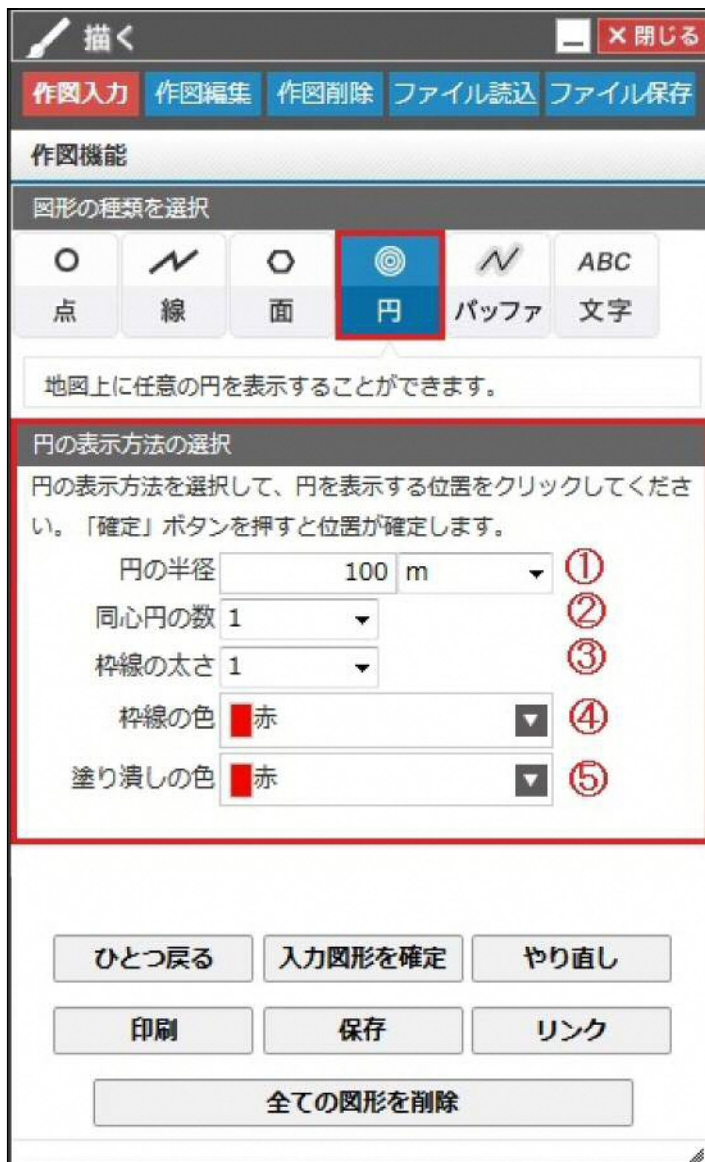 描く
× 閉じる
作図入力 作図編集 作図削除 ファイル読込 ファイル保存
作図機能
図形の種類を選択
ABC
点 線 面 円 バッファ 文字
地図上に任意の円を表示することができます。
円の表示方法の選択
円の表示方法を選択して、円を表示する位置をクリックしてくださ
い。「確定」ボタンを押すと位置が確定します。
円の半径 100 m ①
同心円の数 1 ②
枠線の太さ 1 ③
枠線の色 赤 ④
塗り潰しの色 赤 ⑤
ひとつ戻る 入力図形を確定 やり直し
印刷 保存 リンク
全ての図形を削除